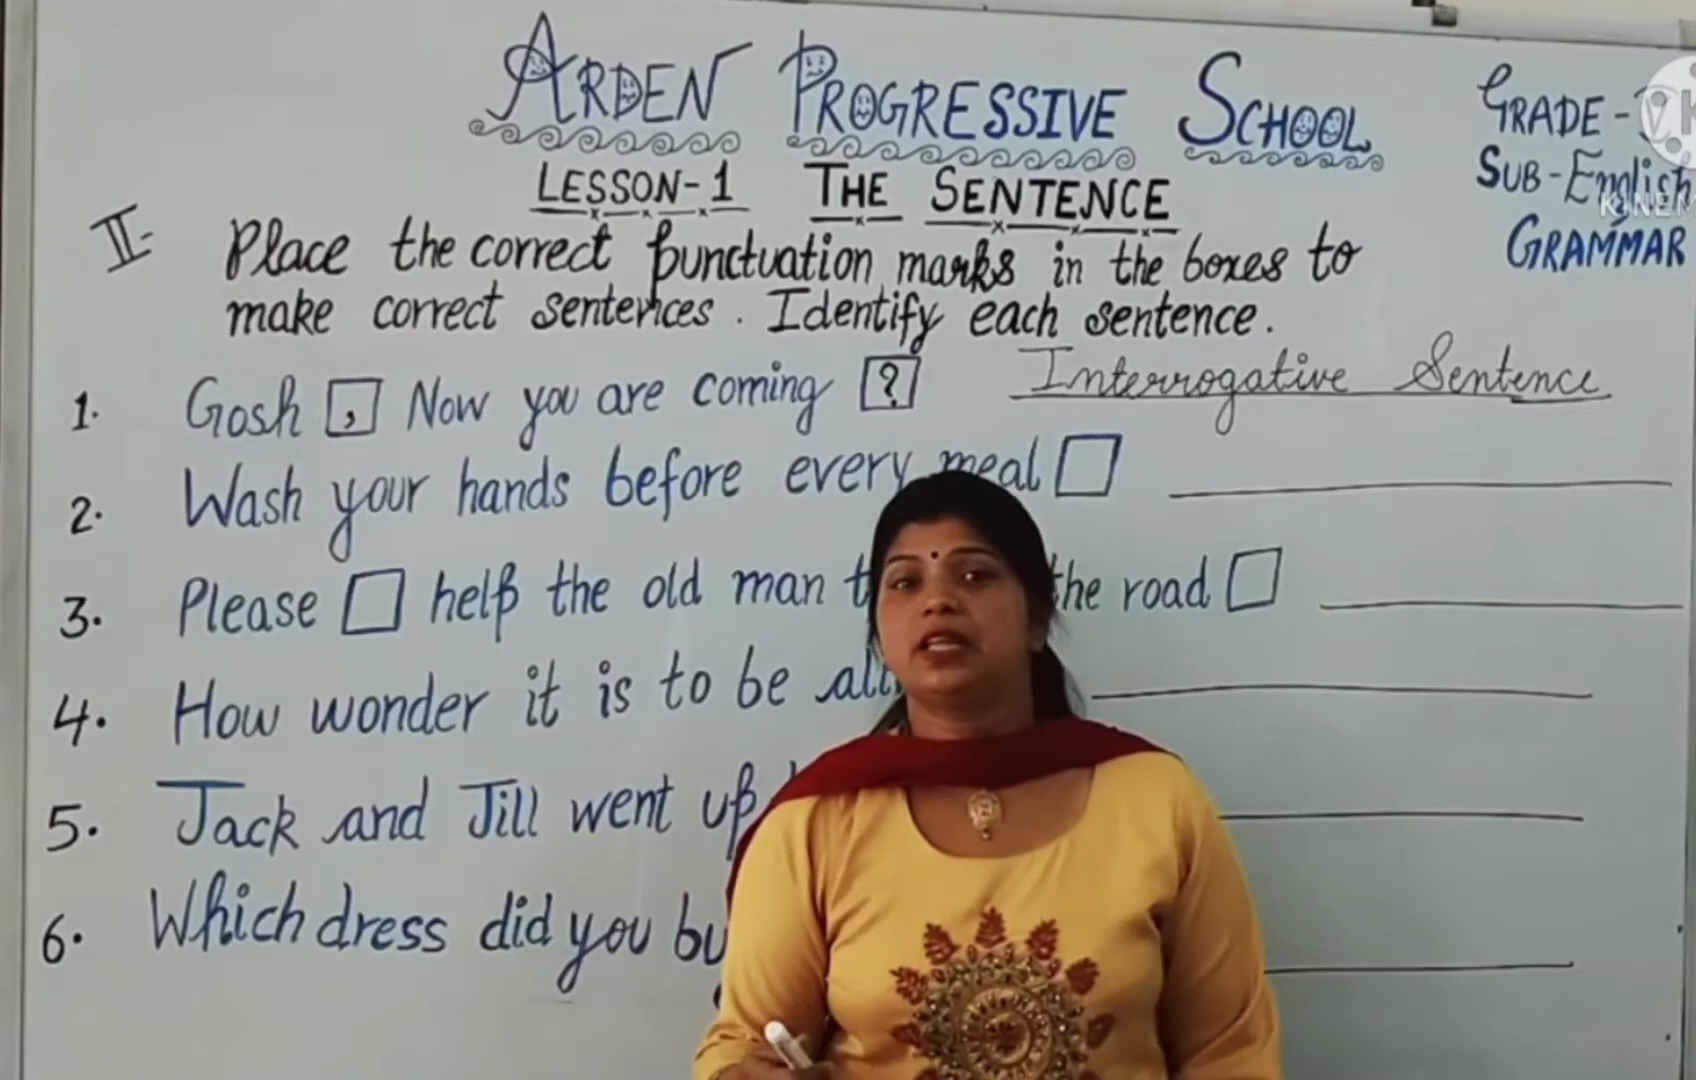 ARDEN PROGRESSIVE SCHOOL
GRADE -
SUB - English
GRAMMAR
LESSON - 1 THE SENTENCE
II- Place the correct punctuation marks in the boxes to
make correct sentences. Identify each sentence.
1. Gosh , Now you are coming ? Interrogative Sentence
2. Wash your hands before every meal
3. Please help the old man the road
4. How wonder it is to be
5. Jack and Jill went up
6. Which dress did you